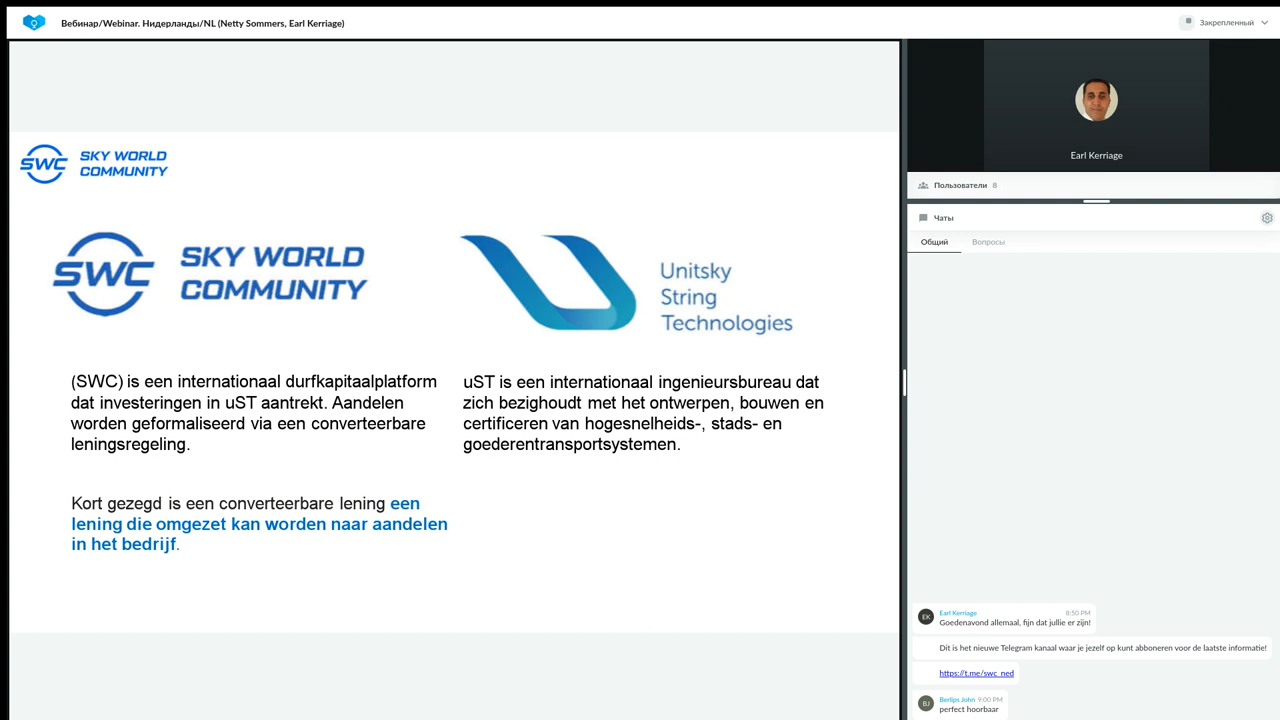 Вебинар/Webinar. Нидерланды/NL (Netty Sommers, Earl Kerriage)
Закрепленный
SWC SKY WORLD
COMMUNITY
SWC SKY WORLD
COMMUNITY
Unitsky
String
Technologies
(SWC) is een internationaal durfkapitaalplatform
dat investeringen in uST aantrekt. Aandelen
worden geformaliseerd via een converteerbare
leningsregeling.
Kort gezegd is een converteerbare lening een
lening die omgezet kan worden naar aandelen
in het bedrijf.
uST is een internationaal ingenieursbureau dat
zich bezighoudt met het ontwerpen, bouwen en
certificeren van hogesnelheids-, stads- en
goederentransportsystemen.
Earl Kerriage
Пользователи 8
Чаты
Общий Вопросы
EK Earl Kerriage 8:50 PM
Goedenavond allemaal, fijn dat jullie er zijn!
Dit is het nieuwe Telegram kanaal waar je jezelf op kunt abboneren voor de laatste informatie!
https://t.me/swc_ned
BJ Berlips John 9:00 PM
perfect hoorbaar